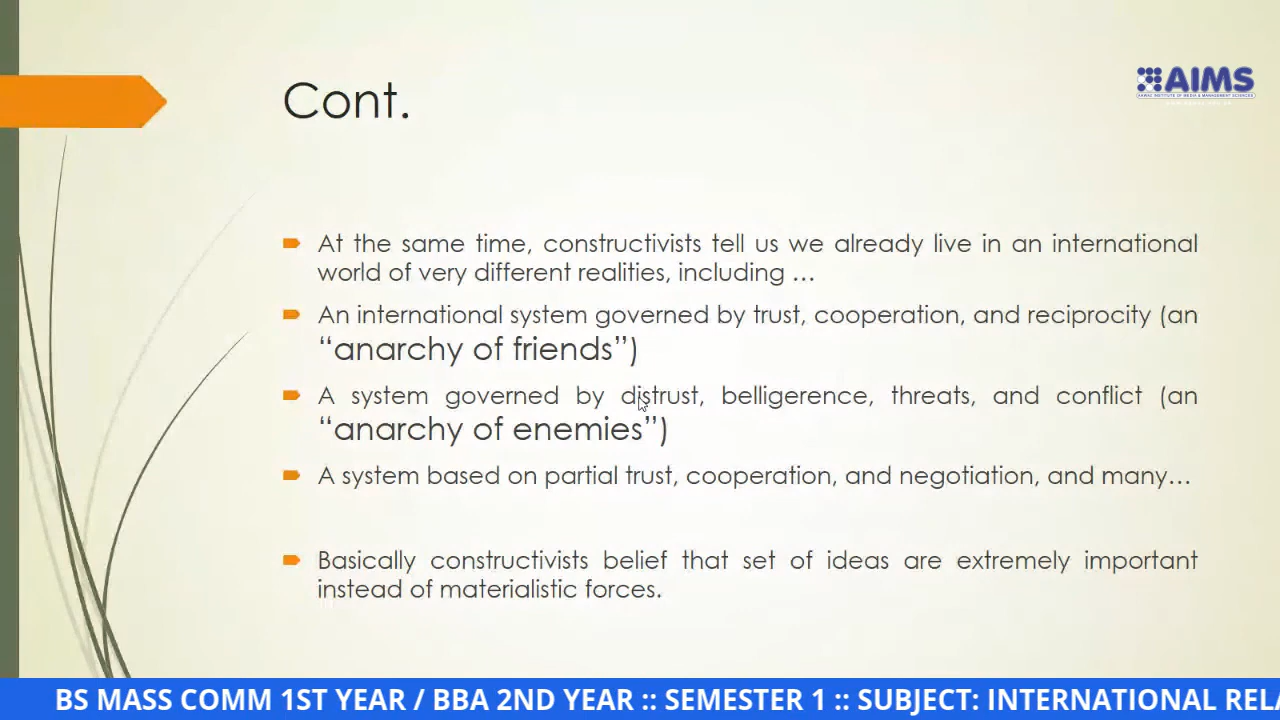 Cont.
AIMS
At the same time, constructivists tell us we already live in an international
world of very different realities, including …
An international system governed by trust, cooperation, and reciprocity (an
“anarchy of friends”)
A system governed by distrust, belligerence, threats, and conflict (an
“anarchy of enemies”)
A system based on partial trust, cooperation, and negotiation, and many…
Basically constructivists belief that set of ideas are extremely important
instead of materialistic forces.
BS MASS COMM 1ST YEAR / BBA 2ND YEAR :: SEMESTER 1 :: SUBJECT: INTERNATIONAL RELA